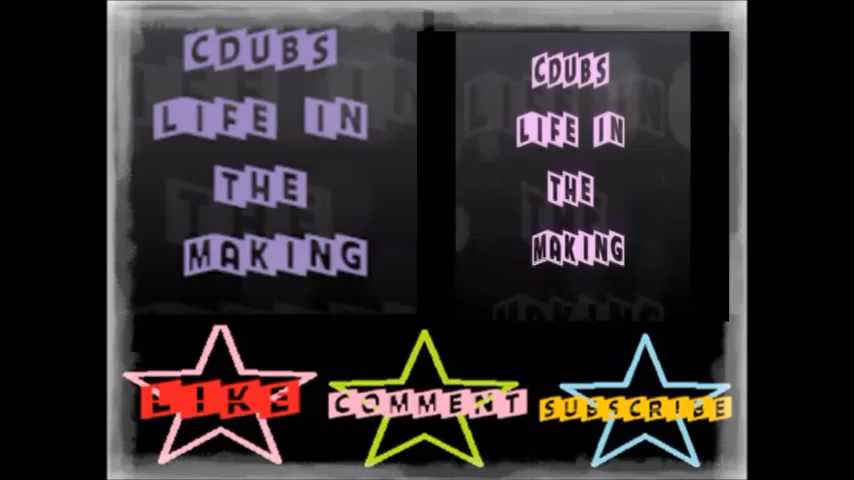 CDUBS
LIFE IN
THE
MAKING
CDUBS
LIFE IN
THE
MAKING
LIKE
COMMENT
SUBSCRIBE